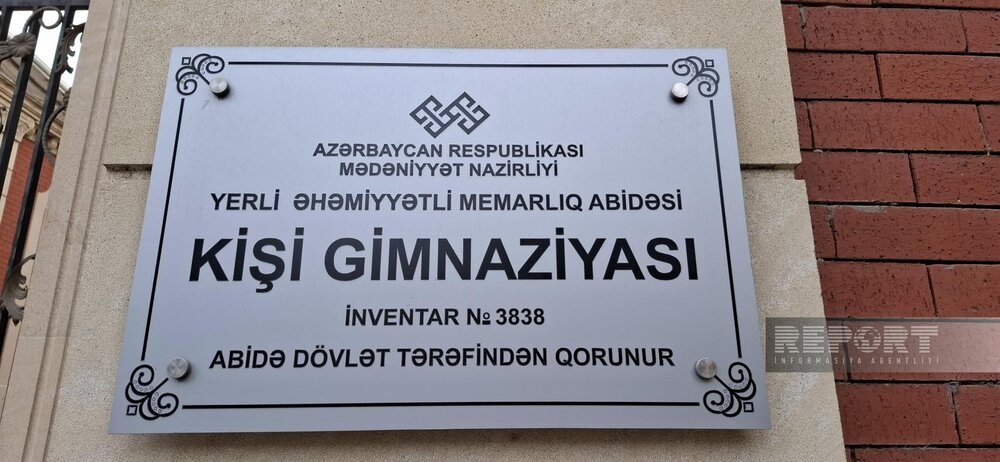 AZƏRBAYCAN RESPUBLİKASI
MƏDƏNİYYƏT NAZİRLİYİ
YERLİ ƏHƏMİYYƏTLİ MEMARLIQ ABİDƏSİ
KİŞİ GİMNAZİYASI
İNVENTAR № 3838
ABİDƏ DÖVLƏT TƏRƏFİNDƏN QORUNUR
REPORT
İNFORMASİYA AGENTLİYİ